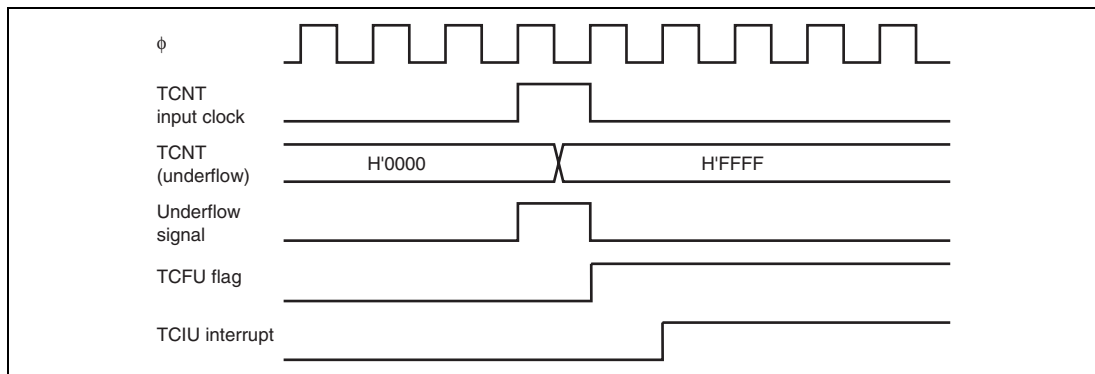 ϕ
TCNT
input clock
TCNT
(underflow)
H'0000 H'FFFF
Underflow
signal
TCFU flag
TCIU interrupt